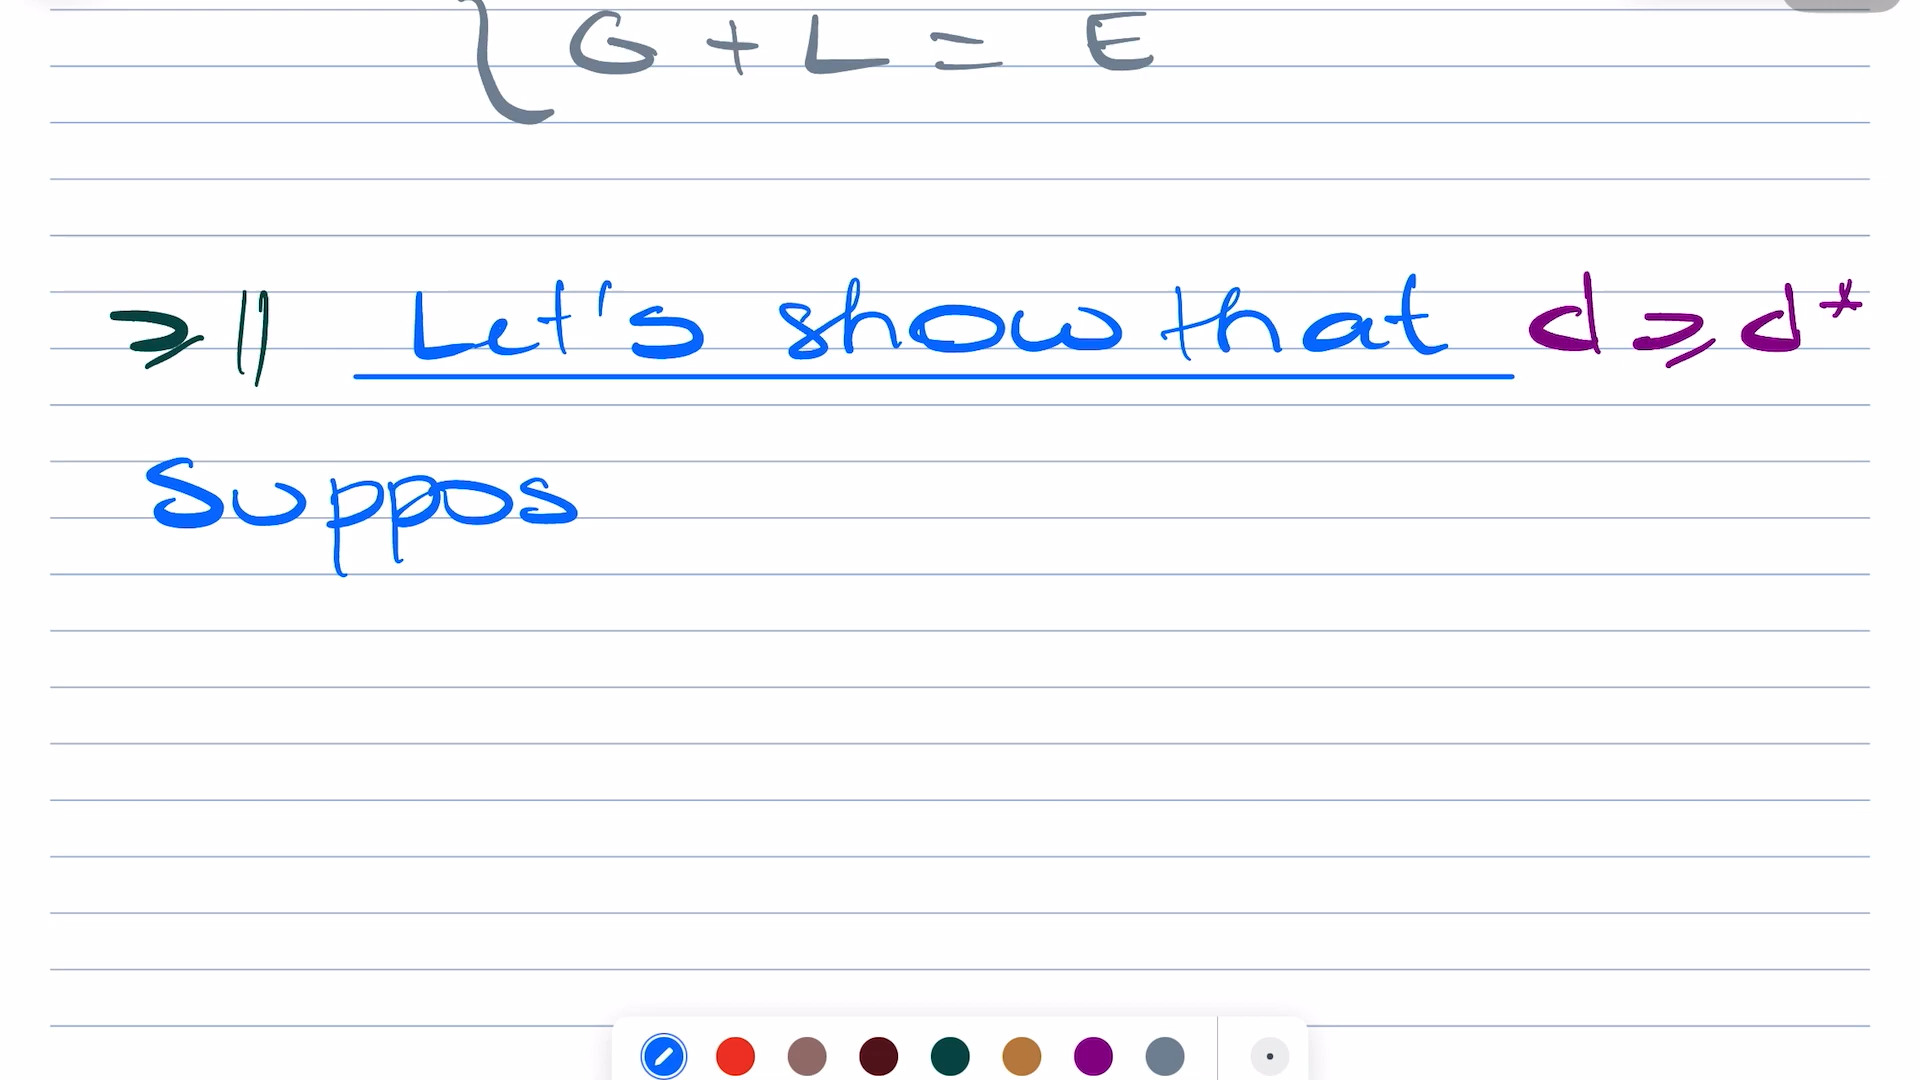 { G + L = E
⩾ || Let's show that d ⩾ d*
Suppos